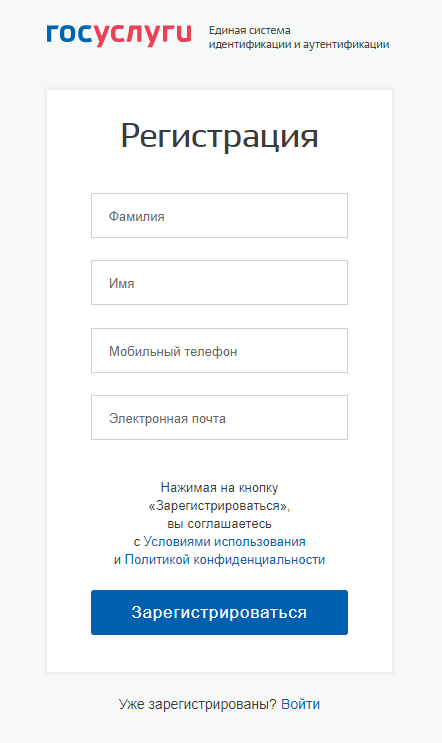 госуслуги
Единая система
идентификации и аутентификации
Регистрация
Фамилия
Имя
Мобильный телефон
Электронная почта
Нажимая на кнопку
«Зарегистрироваться»,
вы соглашаетесь
с Условиями использования
и Политикой конфиденциальности
Зарегистрироваться
Уже зарегистрированы? Войти